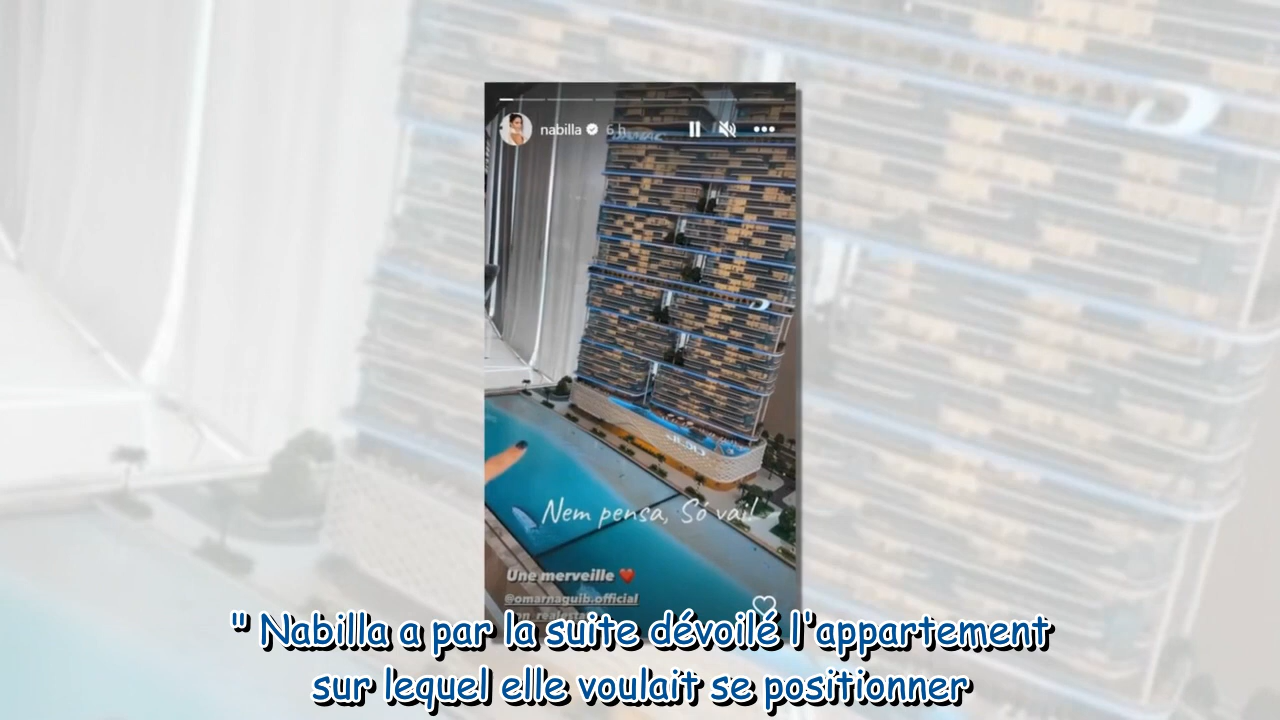 nabilla 6 h
DAMAC
Nem pensa, Só vai!
Une merveille ❤️
@omarnaguib.official
" Nabilla a par la suite dévoilé l'appartement
sur lequel elle voulait se positionner